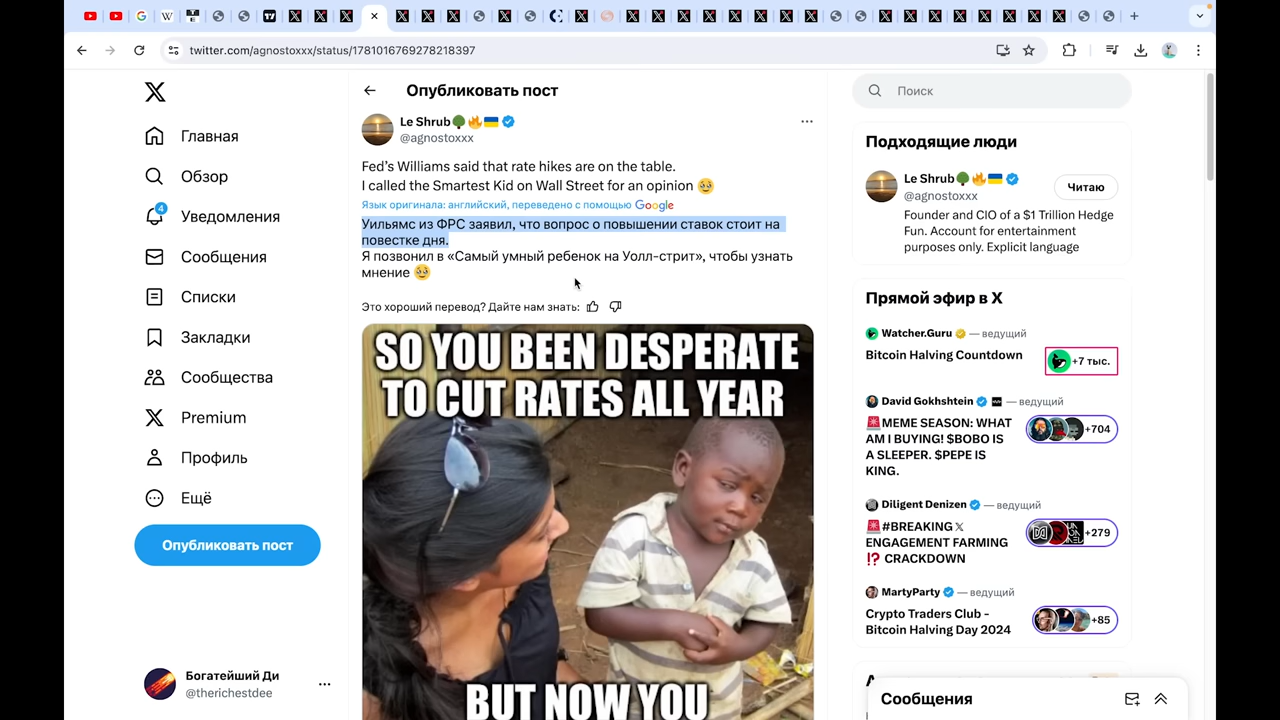 twitter.com/agnostoxxx/status/1781016769278218397
Главная
Обзор
4
Уведомления
Сообщения
Списки
Закладки
Сообщества
Premium
Профиль
Ещё
Опубликовать пост
Богатейший Ди
@therichestdee
Опубликовать пост
Le Shrub
@agnostoxxx
Fed's Williams said that rate hikes are on the table.
I called the Smartest Kid on Wall Street for an opinion
Язык оригинала: английский, переведено с помощью Google
Уильямс из ФРС заявил, что вопрос о повышении ставок стоит на
повестке дня.
Я позвонил в «Самый умный ребенок на Уолл-стрит», чтобы узнать
мнение
Это хороший перевод? Дайте нам знать:
SO YOU BEEN DESPERATE
TO CUT RATES ALL YEAR
BUT NOW YOU
Поиск
Подходящие люди
Le Shrub
@agnostoxxx
Читаю
Founder and CIO of a $1 Trillion Hedge
Fun. Account for entertainment
purposes only. Explicit language
Прямой эфир в X
Watcher.Guru — ведущий
Bitcoin Halving Countdown
+7 тыс.
David Gokhshtein — ведущий
MEME SEASON: WHAT
AM I BUYING! $BOBO IS
A SLEEPER. $PEPE IS
KING.
+704
Diligent Denizen — ведущий
#BREAKING 𝕏
ENGAGEMENT FARMING
⁉️ CRACKDOWN
+279
MartyParty — ведущий
Crypto Traders Club -
Bitcoin Halving Day 2024
+85
Сообщения